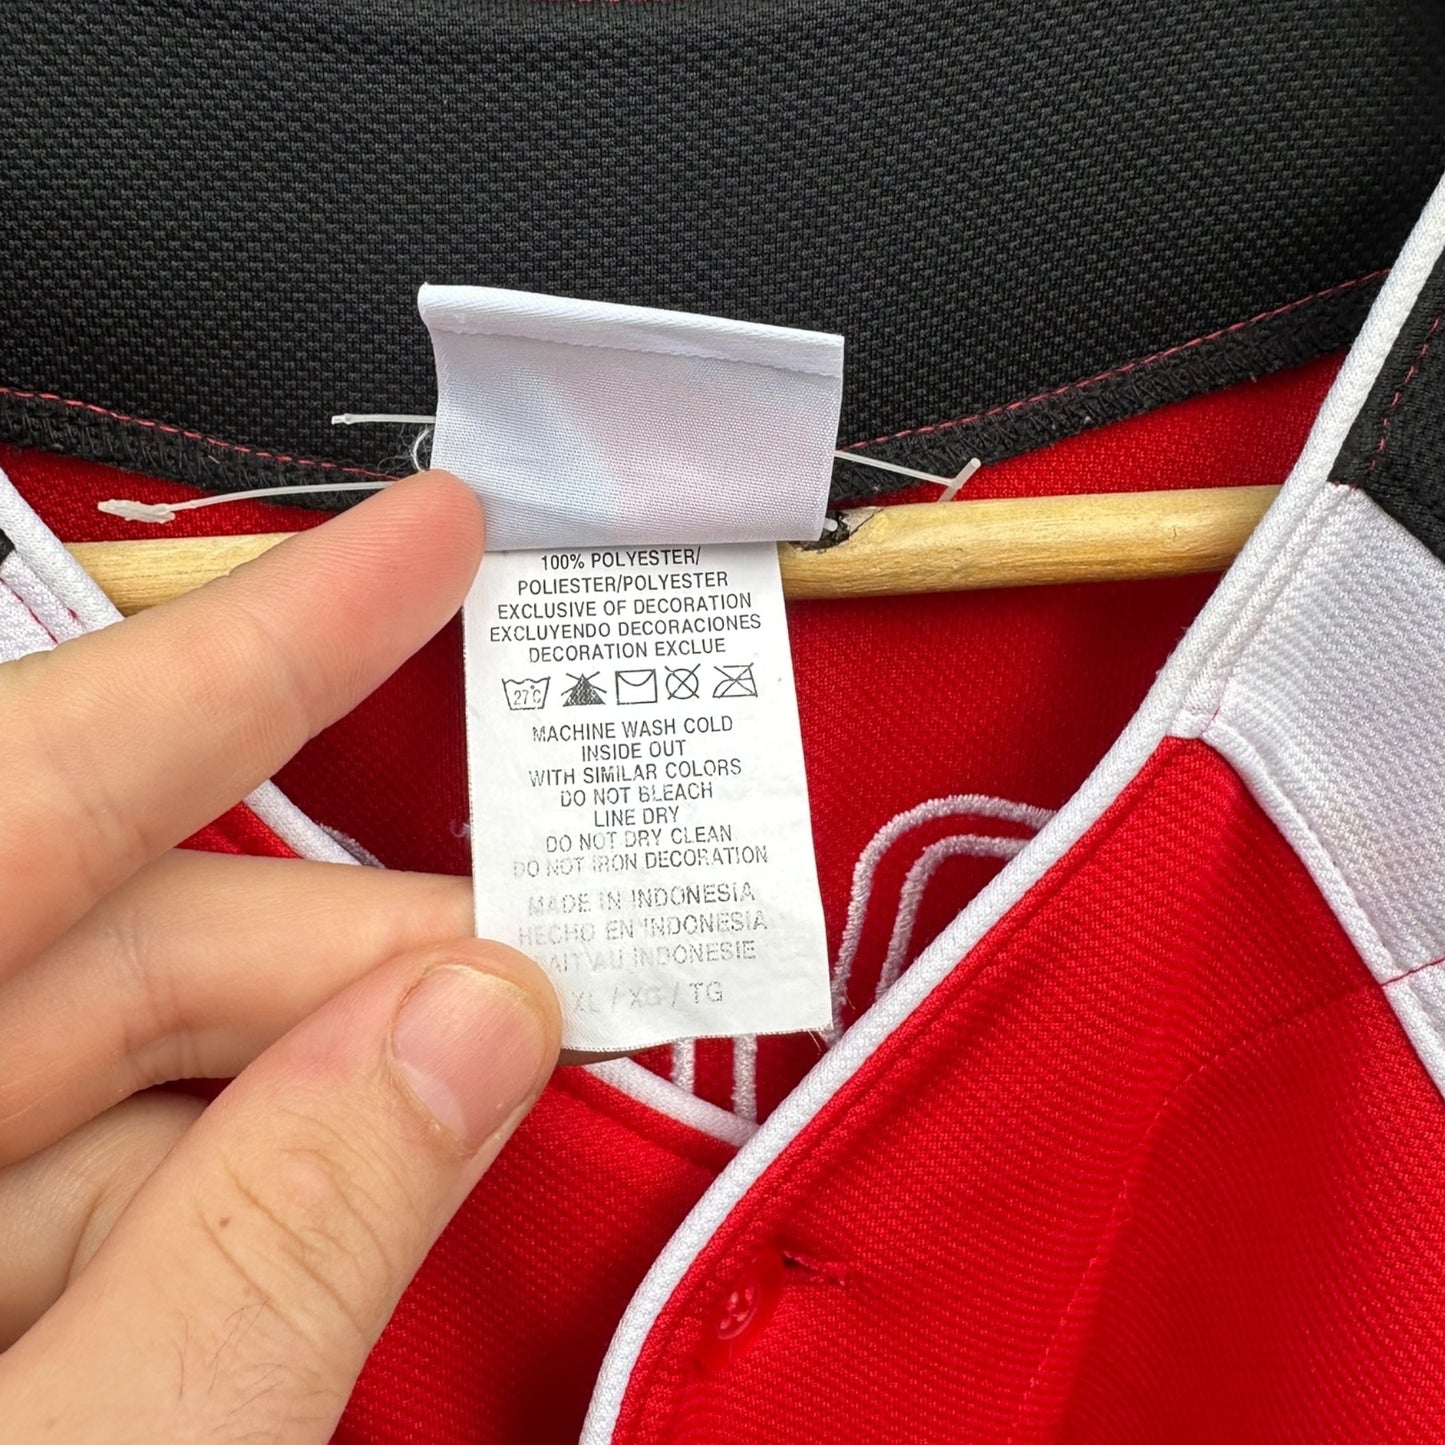 100% POLYESTER/
POLIESTER/POLYESTER
EXCLUSIVE OF DECORATION
EXCLUYENDO DECORACIONES
DECORATION EXCLUE
27°C
MACHINE WASH COLD
INSIDE OUT
WITH SIMILAR COLORS
DO NOT BLEACH
LINE DRY
DO NOT DRY CLEAN
DO NOT IRON DECORATION
MADE IN INDONESIA
HECHO EN INDONESIA
FAIT AU INDONESIE
XL / XG / TG